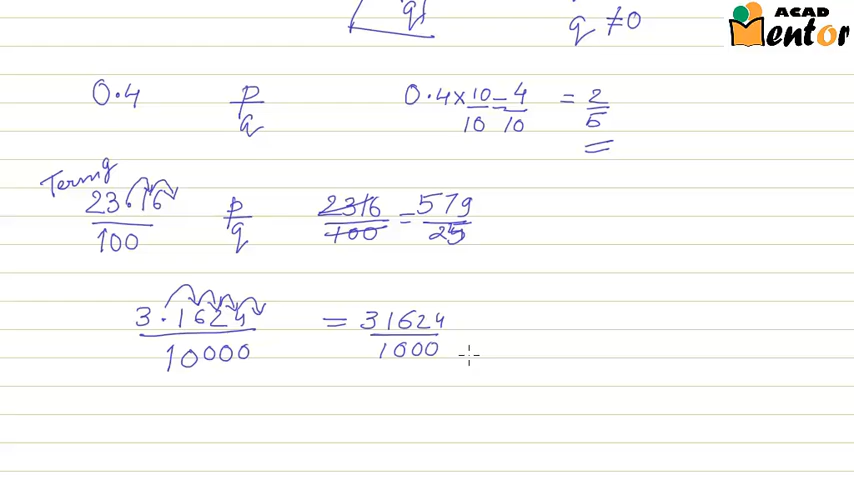 p/q
q ≠ 0
ACAD
Mentor
0.4 p/q 0.4 × 10/10 = 4/10 = 2/5
23.16/100 p/q 2316/100 = 579/25
3.1624/10000 = 31624/1000